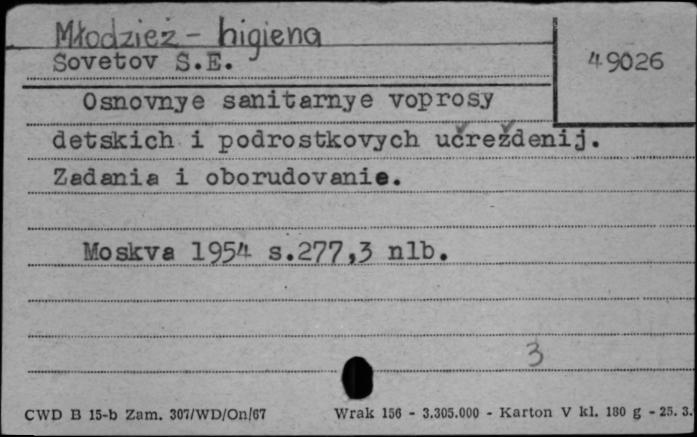 Młodzież - higiena
Sovetov S.E.
49026
Osnovnye sanitarnye voprosy
detskich i podrostkovych učreždenij.
Zadania i oborudovanie.
Moskva 1954 s.277,3 nlb.
3
CWD B 15-b Zam. 307/WD/On/67 Wrak 156 - 3.305.000 - Karton V kl. 180 g - 25. 3.